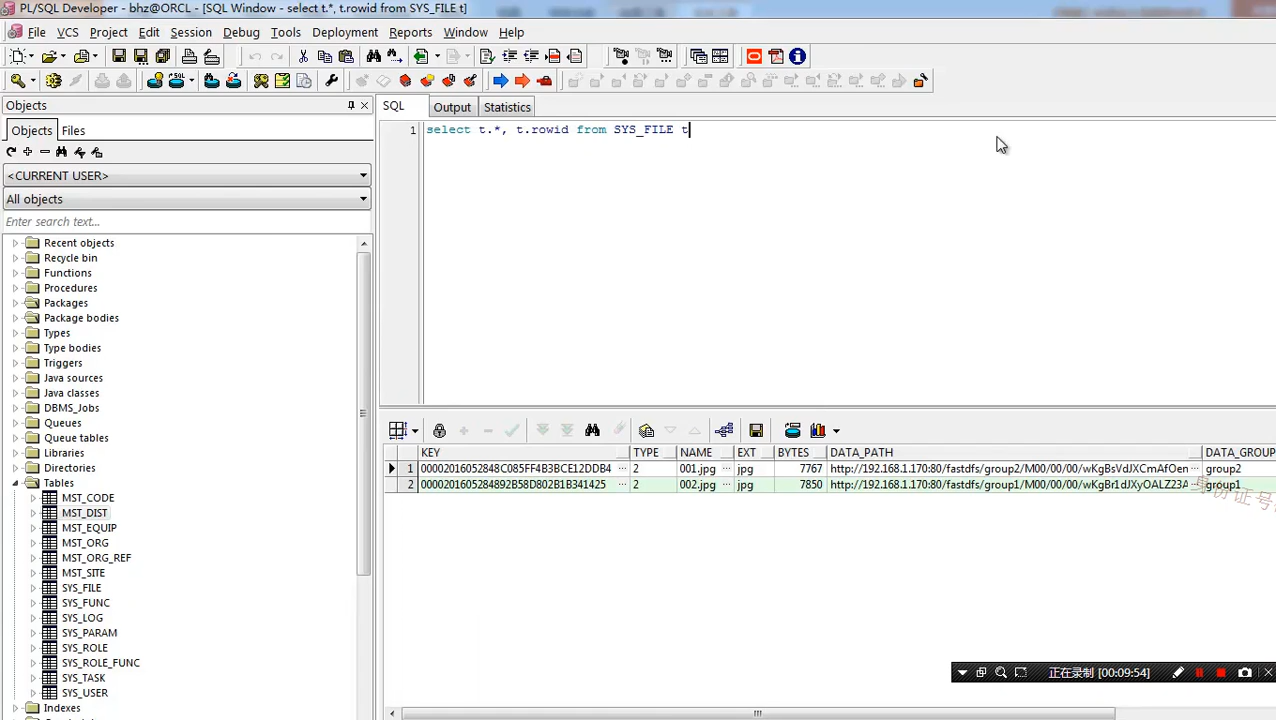 PL/SQL Developer - bhz@ORCL - [SQL Window - select t.*, t.rowid from SYS_FILE t]
File VCS Project Edit Session Debug Tools Deployment Reports Window Help
Objects
SQL Output Statistics
Objects Files
1 select t.*, t.rowid from SYS_FILE t
<CURRENT USER>
All objects
Enter search text...
Recent objects
Recycle bin
Functions
Procedures
Packages
Package bodies
Types
Type bodies
Triggers
Java sources
Java classes
DBMS_Jobs
Queues
Queue tables
Libraries
Directories
Tables
MST_CODE
MST_DIST
MST_EQUIP
MST_ORG
MST_ORG_REF
MST_SITE
SYS_FILE
SYS_FUNC
SYS_LOG
SYS_PARAM
SYS_ROLE
SYS_ROLE_FUNC
SYS_TASK
SYS_USER
Indexes
KEY TYPE NAME EXT BYTES DATA_PATH DATA_GROUP
1 00002016052848C085FF4B3BCE12DDB4 ... 2 001.jpg ... jpg 7767 http://192.168.1.170:80/fastdfs/group2/M00/00/00/wKgBsVdJXCmAfOen ... group2
2 0000201605284892B58D802B1B341425 ... 2 002.jpg ... jpg 7850 http://192.168.1.170:80/fastdfs/group1/M00/00/00/wKgBr1dJXyOALZ23A ... group1
身份证号
正在录制 [00:09:54]